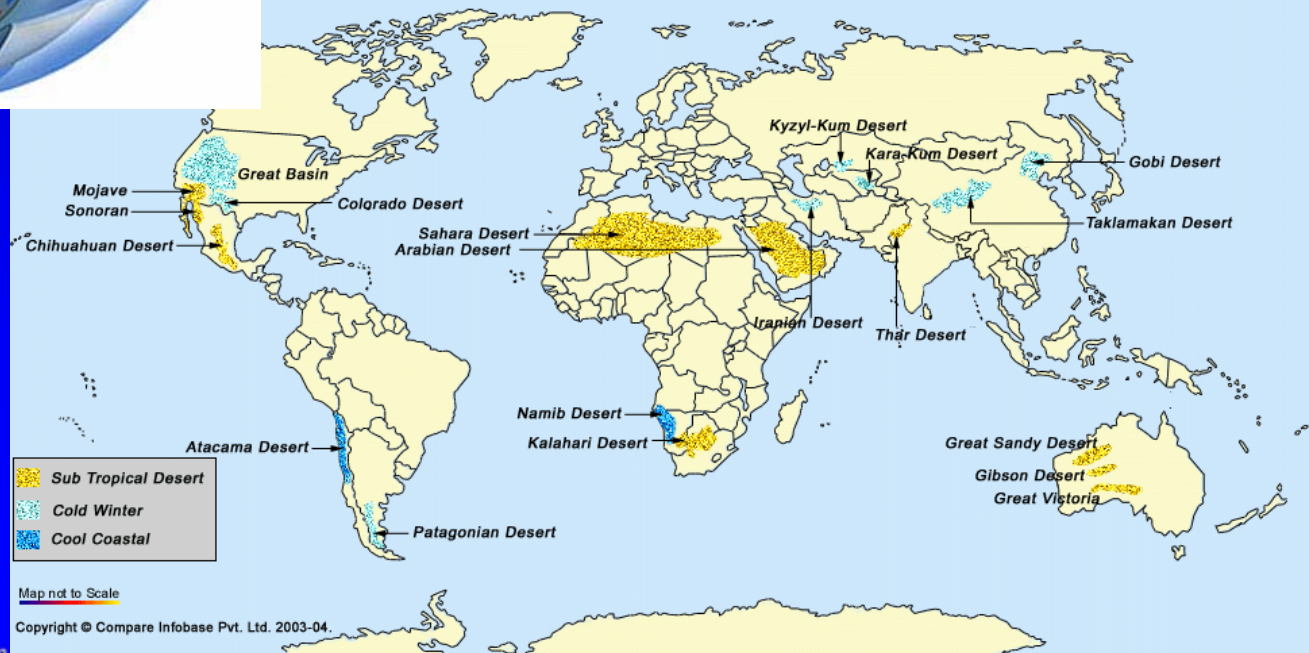 Kyzyl-Kum Desert
Kara-Kum Desert
Gobi Desert
Great Basin
Mojave
Colorado Desert
Sonoran
Taklamakan Desert
Sahara Desert
Chihuahuan Desert
Arabian Desert
Iranian Desert
Thar Desert
Namib Desert
Kalahari Desert
Great Sandy Desert
Atacama Desert
Gibson Desert
Great Victoria
Sub Tropical Desert
Cold Winter
Cool Coastal
Patagonian Desert
Map not to Scale
Copyright © Compare Infobase Pvt. Ltd. 2003-04.